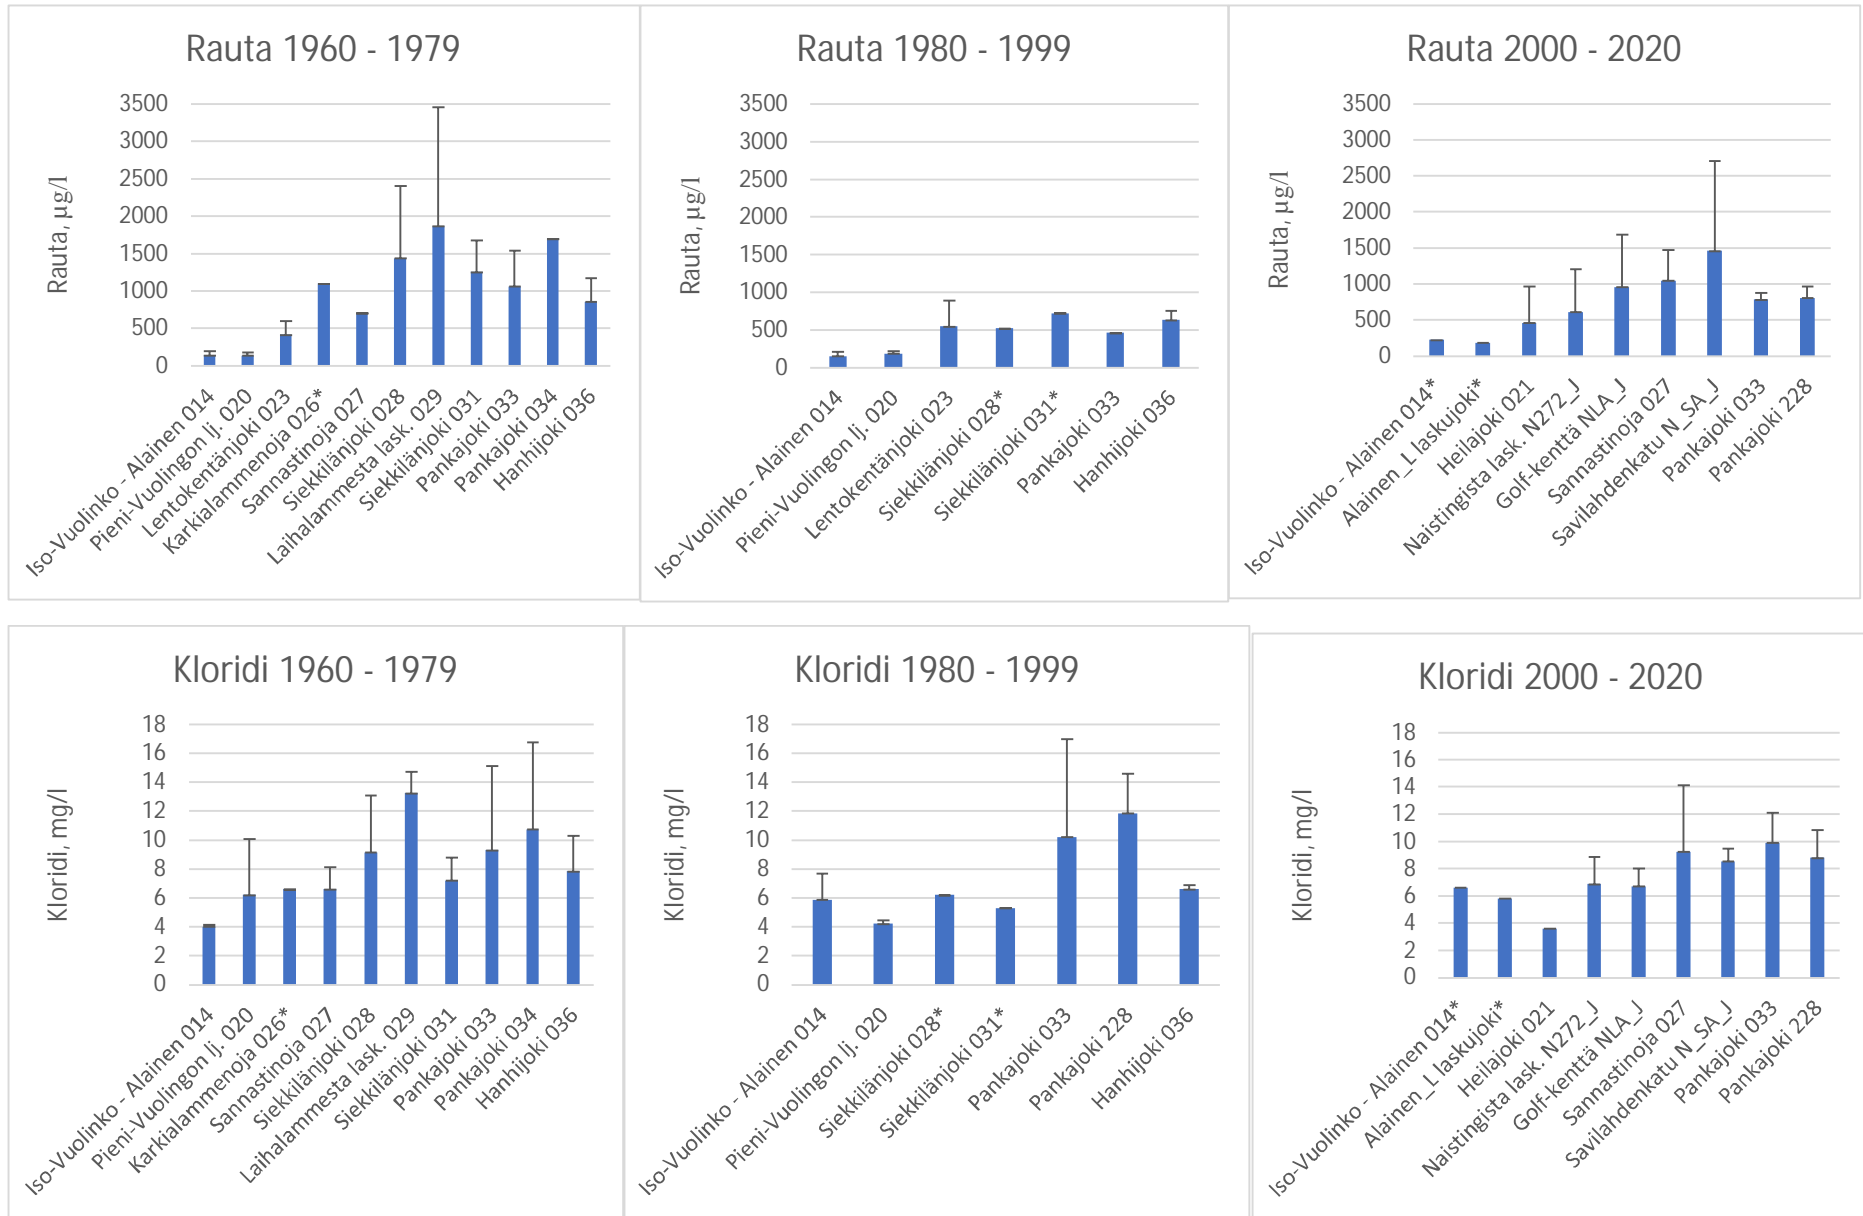 Rauta 1960 - 1979
Rauta, µg/l
3500
3000
2500
2000
1500
1000
500
0
Iso-Vuolinko - Alainen 014
Pieni-Vuolingon lj. 020
Lentokentänjoki 023
Karkialammenoja 026*
Sannastinoja 027
Siekkilänjoki 028
Laihalammesta lask. 029
Siekkilänjoki 031
Pankajoki 033
Pankajoki 034
Hanhijoki 036
Rauta 1980 - 1999
Rauta, µg/l
3500
3000
2500
2000
1500
1000
500
0
Iso-Vuolinko - Alainen 014
Pieni-Vuolingon lj. 020
Lentokentänjoki 023
Siekkilänjoki 028*
Siekkilänjoki 031*
Pankajoki 033
Hanhijoki 036
Rauta 2000 - 2020
Rauta, µg/l
3500
3000
2500
2000
1500
1000
500
0
Iso-Vuolinko - Alainen 014*
Alainen_L laskujoki*
Heilajoki 021
Naistingista lask. N272_J
Golf-kenttä NLA_J
Sannastinoja 027
Savilahdenkatu N_SA_J
Pankajoki 033
Pankajoki 228
Kloridi 1960 - 1979
Kloridi, mg/l
18
16
14
12
10
8
6
4
2
0
Iso-Vuolinko - Alainen 014
Pieni-Vuolingon lj. 020
Karkialammenoja 026*
Sannastinoja 027
Siekkilänjoki 028
Laihalammesta lask. 029
Siekkilänjoki 031
Pankajoki 033
Pankajoki 034
Hanhijoki 036
Kloridi 1980 - 1999
Kloridi, mg/l
18
16
14
12
10
8
6
4
2
0
Iso-Vuolinko - Alainen 014
Pieni-Vuolingon lj. 020
Siekkilänjoki 028*
Siekkilänjoki 031*
Pankajoki 033
Pankajoki 228
Hanhijoki 036
Kloridi 2000 - 2020
Kloridi, mg/l
18
16
14
12
10
8
6
4
2
0
Iso-Vuolinko - Alainen 014*
Alainen_L laskujoki*
Heilajoki 021
Naistingista lask. N272_J
Golf-kenttä NLA_J
Sannastinoja 027
Savilahdenkatu N_SA_J
Pankajoki 033
Pankajoki 228